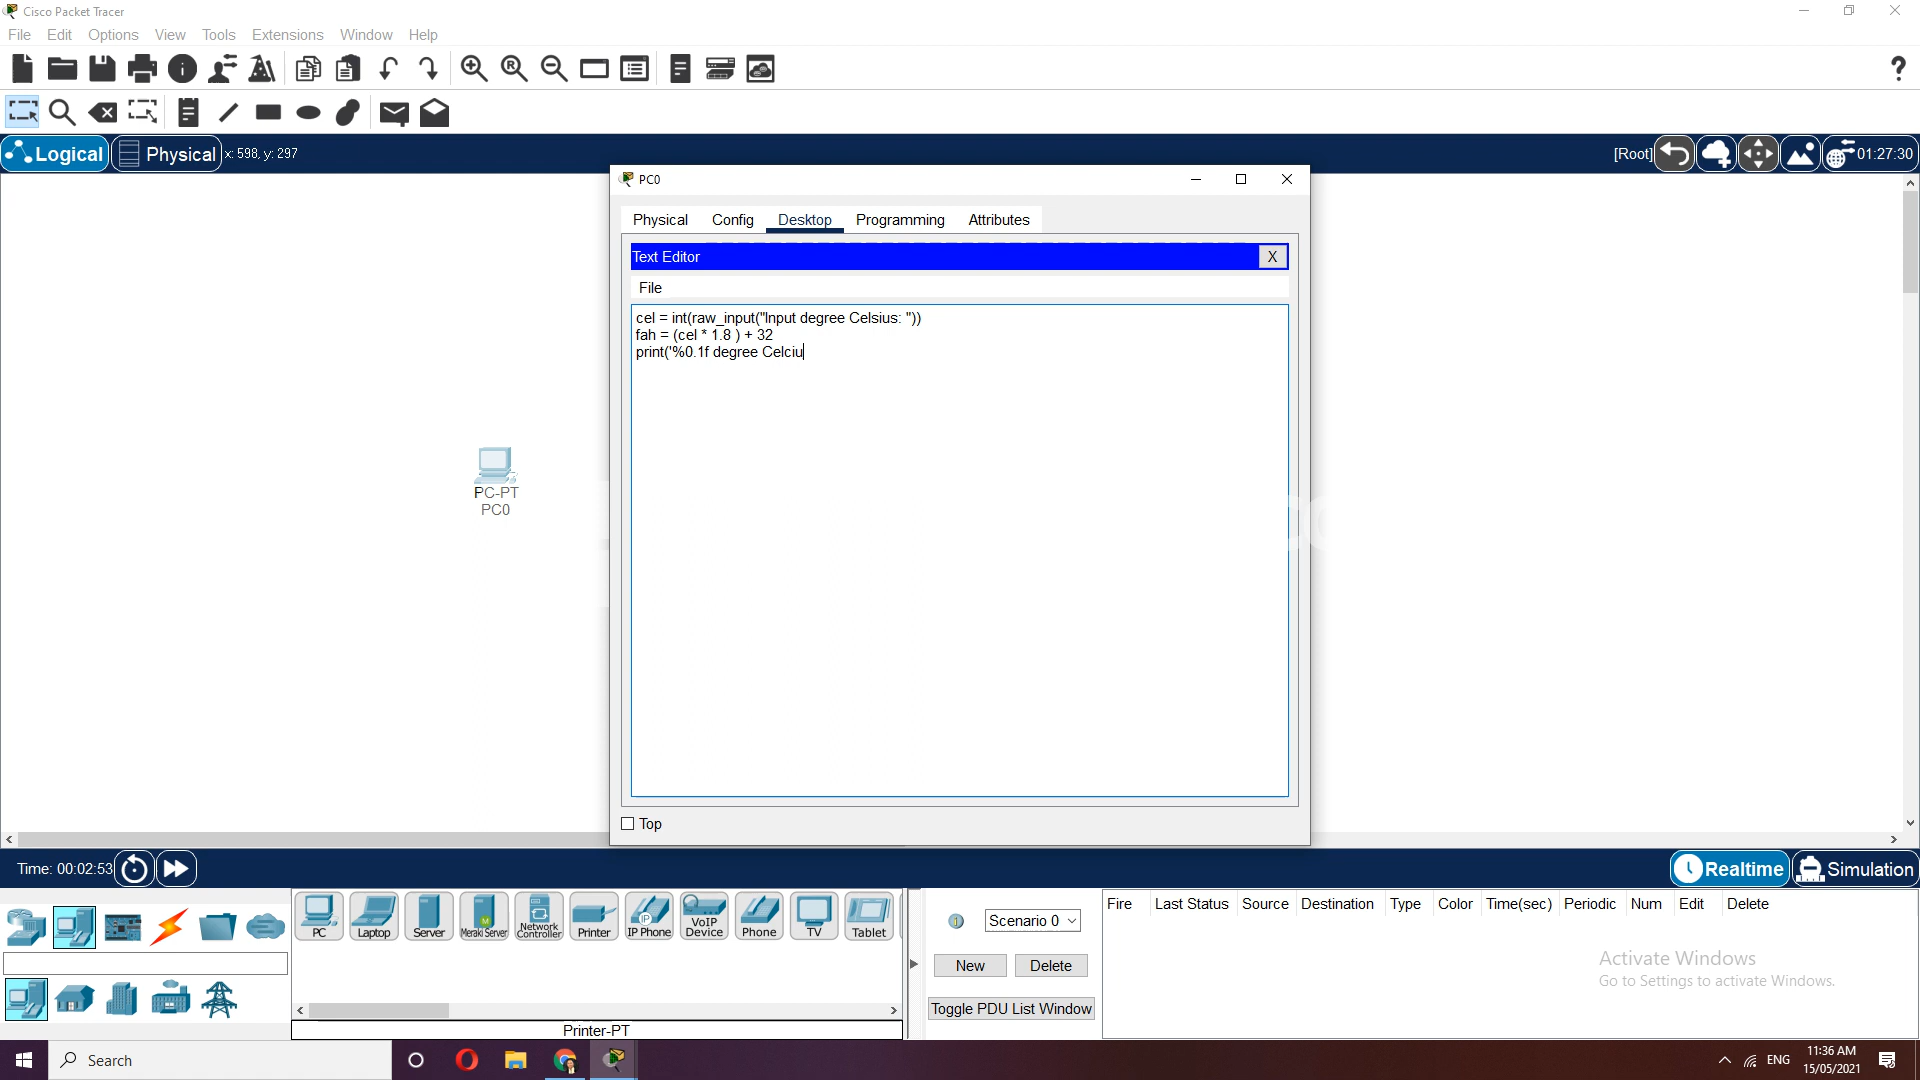 Cisco Packet Tracer
File Edit Options View Tools Extensions Window Help
Logical Physical x: 598, y: 297 [Root] 01:27:30
PC0
Physical Config Desktop Programming Attributes
Text Editor X
File
cel = int(raw_input("Input degree Celsius: "))
fah = (cel * 1.8 ) + 32
print('%0.1f degree Celciu
PC-PT
PC0
Top
Time: 00:02:53 Realtime Simulation
PC Laptop Server Meraki Server Network Controller Printer IP Phone VoIP Device Phone TV Tablet
Printer-PT
Scenario 0
New Delete
Toggle PDU List Window
Fire Last Status Source Destination Type Color Time(sec) Periodic Num Edit Delete
Activate Windows
Go to Settings to activate Windows.
Search
ENG
11:36 AM
15/05/2021